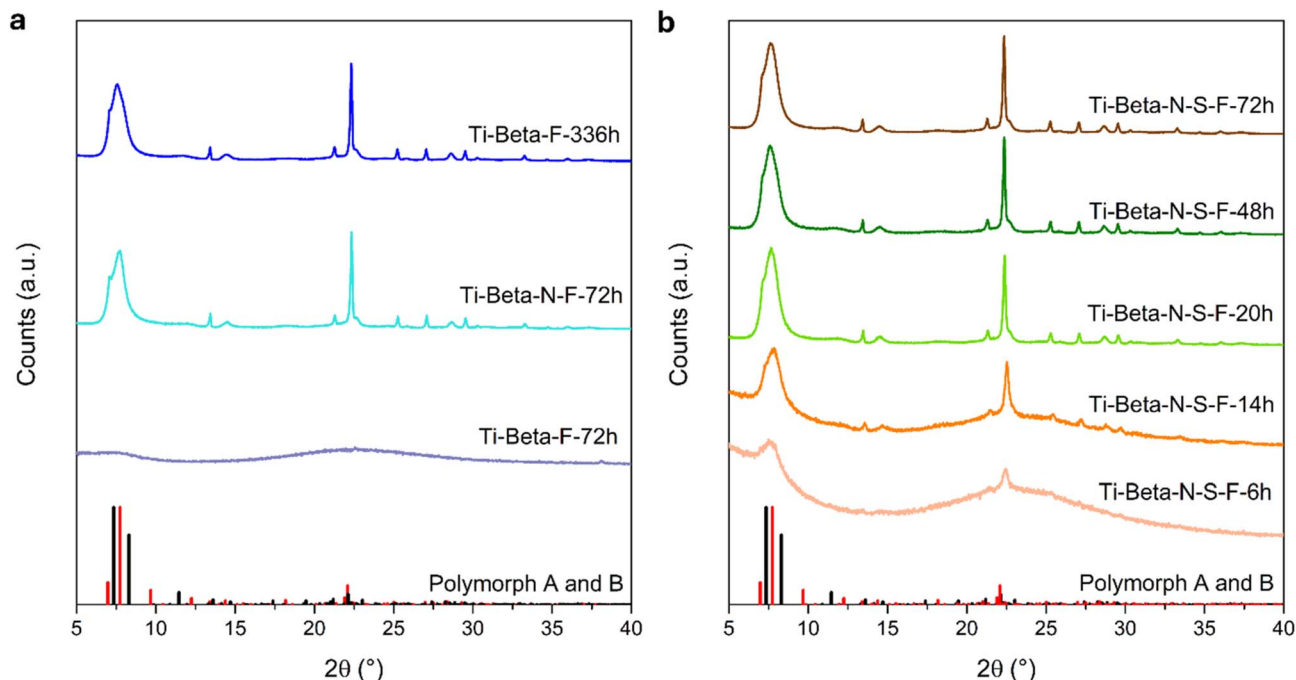 a
Counts (a.u.)
Ti-Beta-F-336h
Ti-Beta-N-F-72h
Ti-Beta-F-72h
Polymorph A and B
5 10 15 20 25 30 35 40
2θ (°)
b
Counts (a.u.)
Ti-Beta-N-S-F-72h
Ti-Beta-N-S-F-48h
Ti-Beta-N-S-F-20h
Ti-Beta-N-S-F-14h
Ti-Beta-N-S-F-6h
Polymorph A and B
5 10 15 20 25 30 35 40
2θ (°)